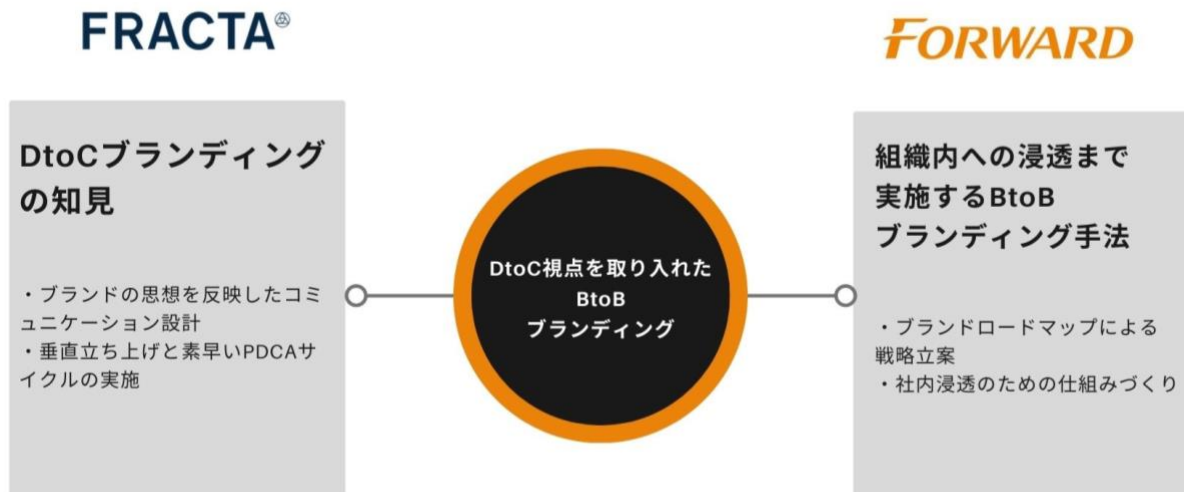 FRACTA®
FORWARD
DtoCブランディング
の知見
・ブランドの思想を反映したコミ
ュニケーション設計
・垂直立ち上げと素早いPDCAサ
イクルの実施
DtoC視点を取り入れた
BtoB
ブランディング
組織内への浸透まで
実施するBtoB
ブランディング手法
・ブランドロードマップによる
戦略立案
・社内浸透のための仕組みづくり